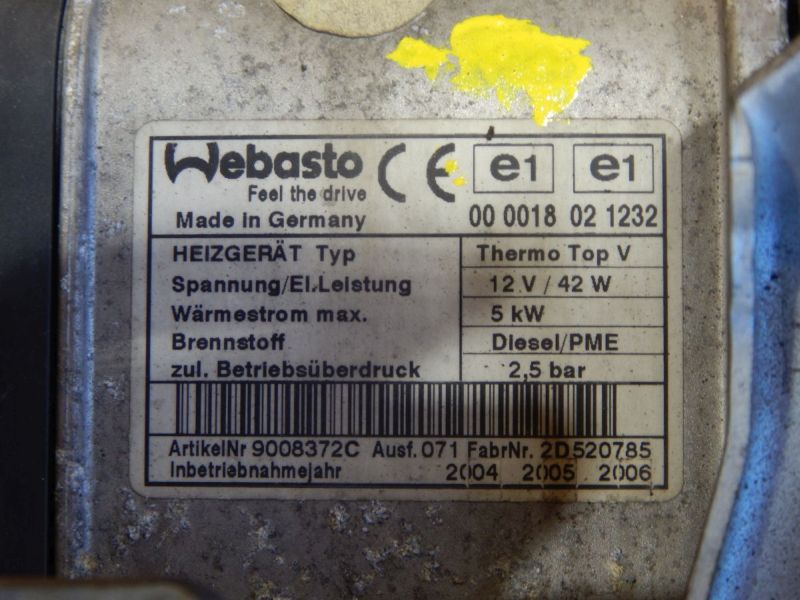 Webasto
Feel the drive
Made in Germany
CE
e1 e1
00 0018 02 1232
HEIZGERÄT Typ Thermo Top V
Spannung/El.Leistung 12 V / 42 W
Wärmestrom max. 5 kW
Brennstoff Diesel/PME
zul. Betriebsüberdruck 2,5 bar
ArtikelNr 9008372C Ausf. 071 FabrNr. 2D520785
Inbetriebnahmejahr 2004 2005 2006